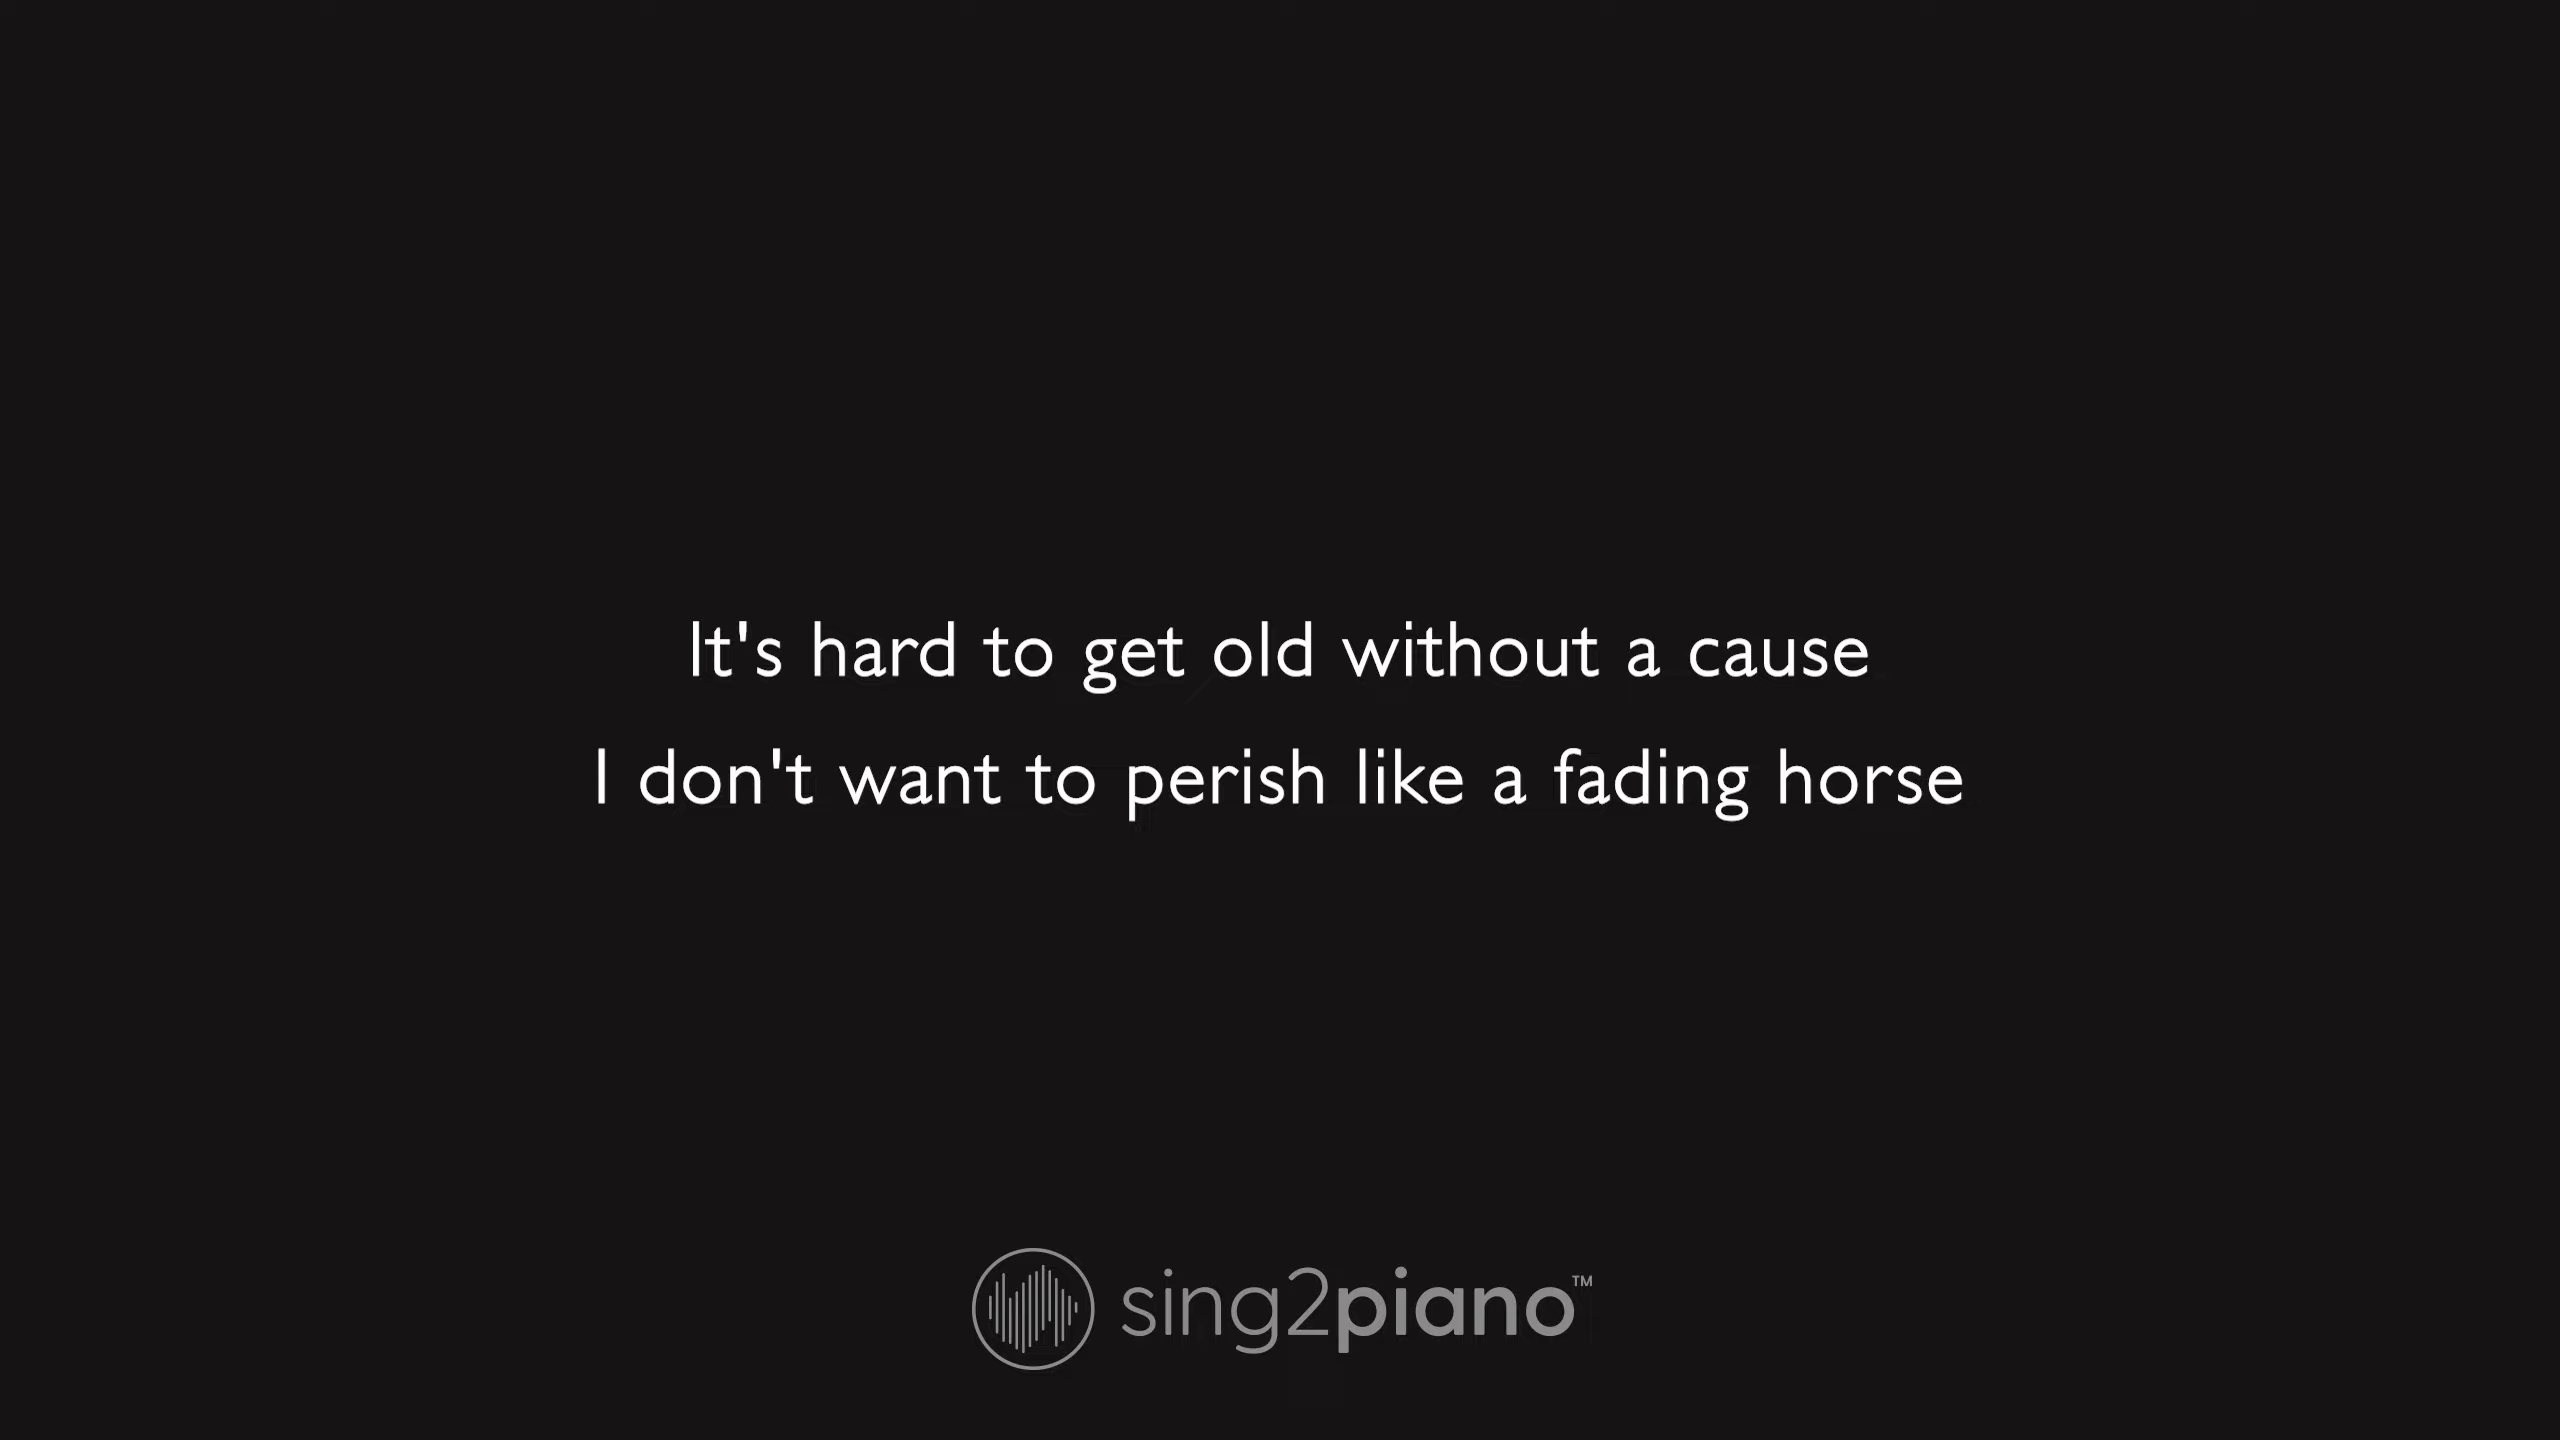 It's hard to get old without a cause
I don't want to perish like a fading horse
sing2piano™